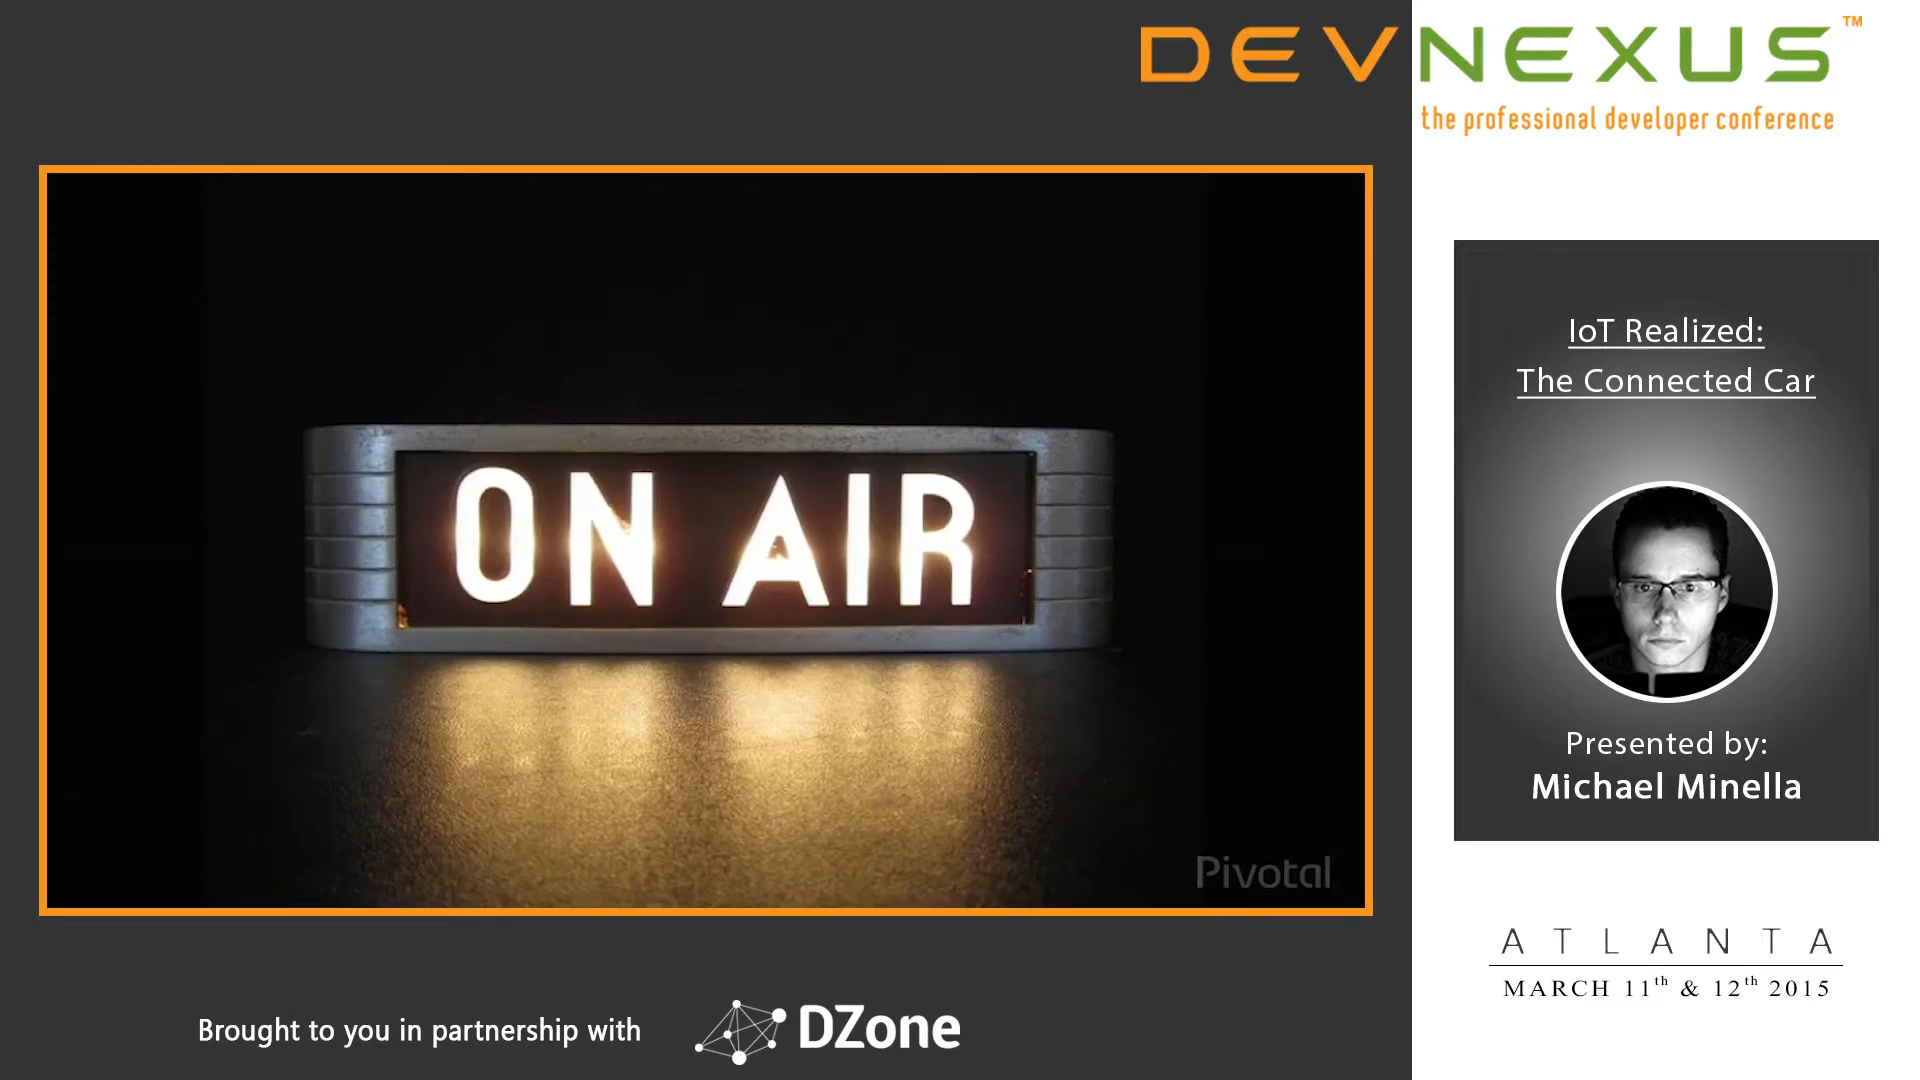 DEVNEXUS™
the professional developer conference
ON AIR
Pivotal
IoT Realized:
The Connected Car
Presented by:
Michael Minella
ATLANTA
MARCH 11th & 12th 2015
Brought to you in partnership with
DZone